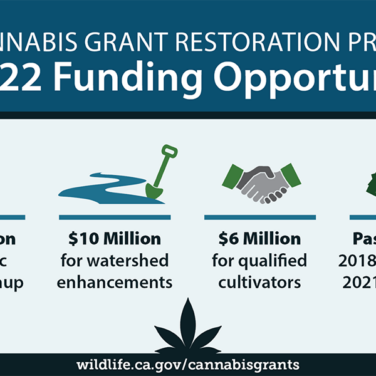 NNABIS GRANT RESTORATION PR
22 Funding Opportu
on
c
nup
$10 Million
for watershed
enhancements
$6 Million
for qualified
cultivators
Pas
2018
2021
wildlife.ca.gov/cannabisgrants